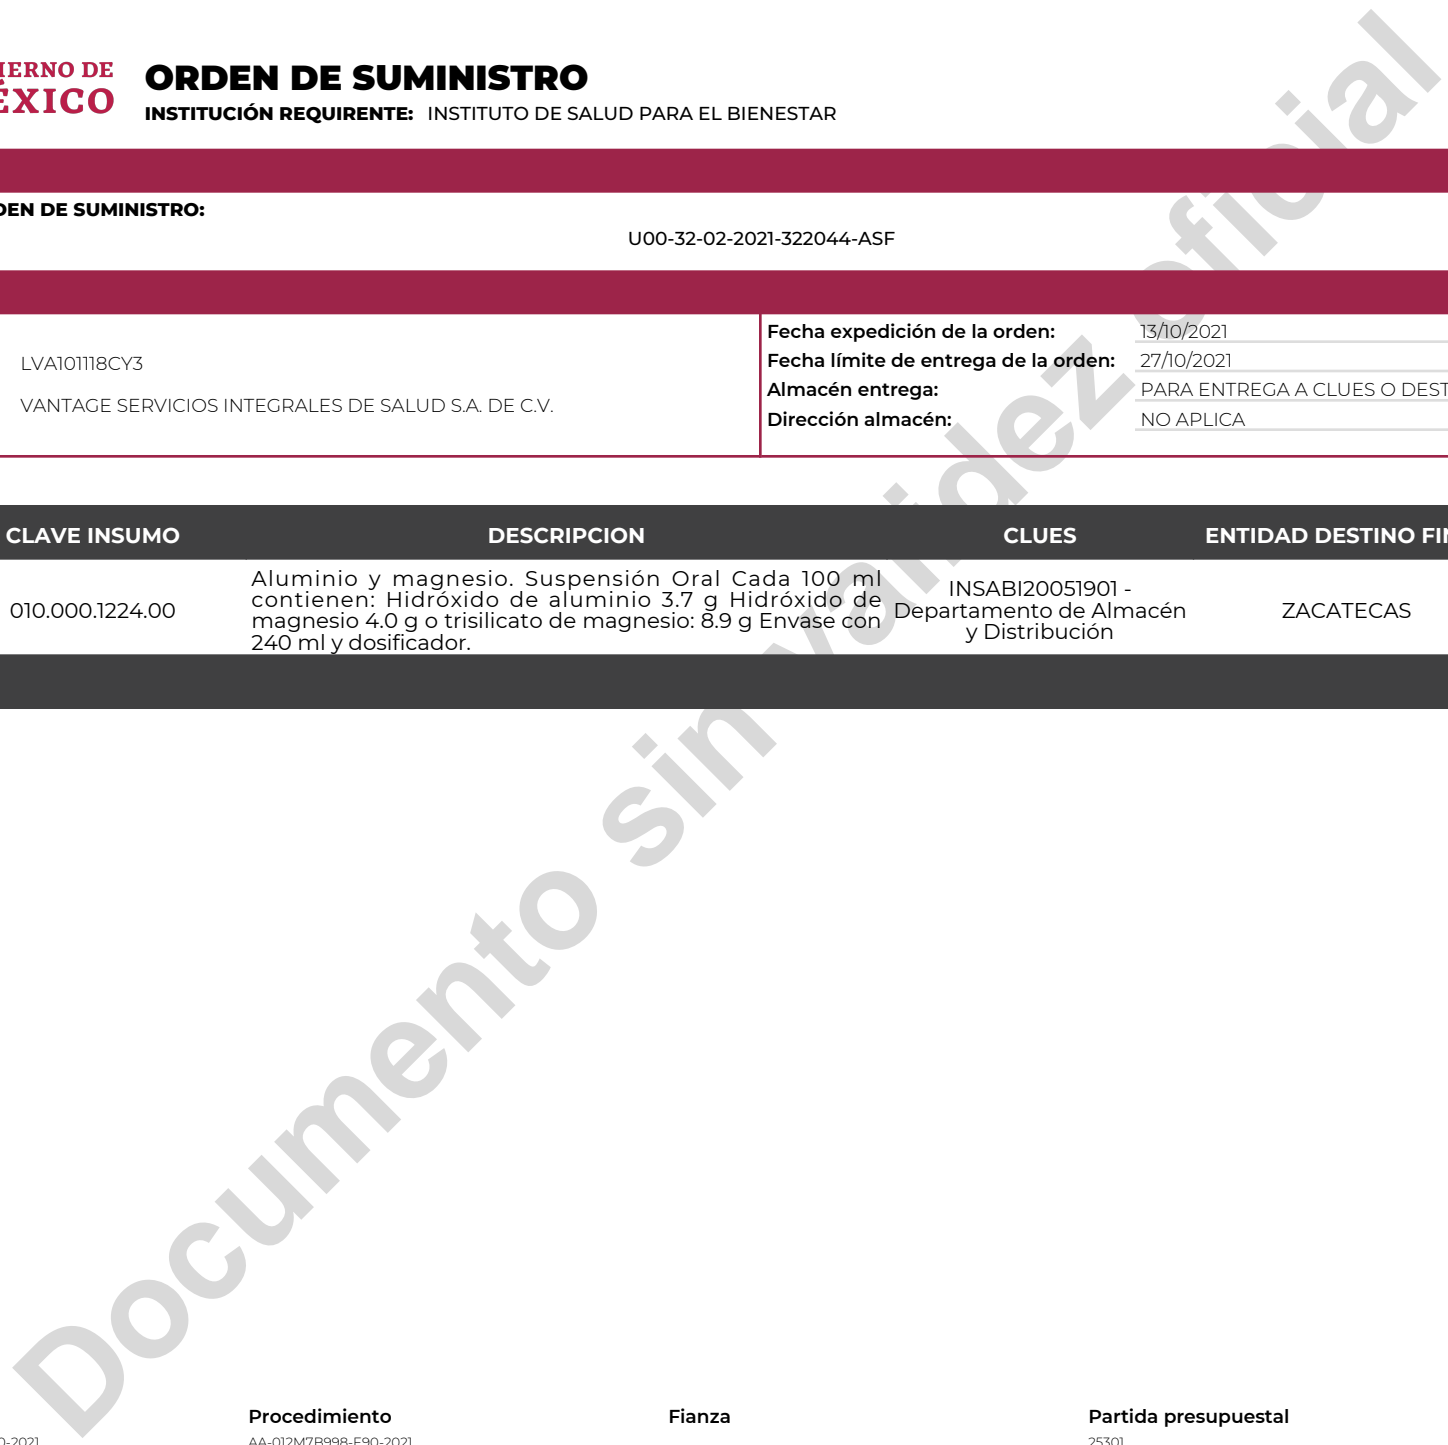 IERNO DE
ÉXICO
ORDEN DE SUMINISTRO
INSTITUCIÓN REQUIRENTE: INSTITUTO DE SALUD PARA EL BIENESTAR
DEN DE SUMINISTRO:
U00-32-02-2021-322044-ASF
LVA101118CY3
VANTAGE SERVICIOS INTEGRALES DE SALUD S.A. DE C.V.
Fecha expedición de la orden: 13/10/2021
Fecha límite de entrega de la orden: 27/10/2021
Almacén entrega: PARA ENTREGA A CLUES O DEST
Dirección almacén: NO APLICA
CLAVE INSUMO DESCRIPCION CLUES ENTIDAD DESTINO FIN
010.000.1224.00
Aluminio y magnesio. Suspensión Oral Cada 100 ml
contienen: Hidróxido de aluminio 3.7 g Hidróxido de
magnesio 4.0 g o trisilicato de magnesio: 8.9 g Envase con
240 ml y dosificador.
INSABI20051901 -
Departamento de Almacén
y Distribución
ZACATECAS
Documento sin validez oficial
Procedimiento Fianza Partida presupuestal
0-2021 AA-012M7B998-E90-2021 25301